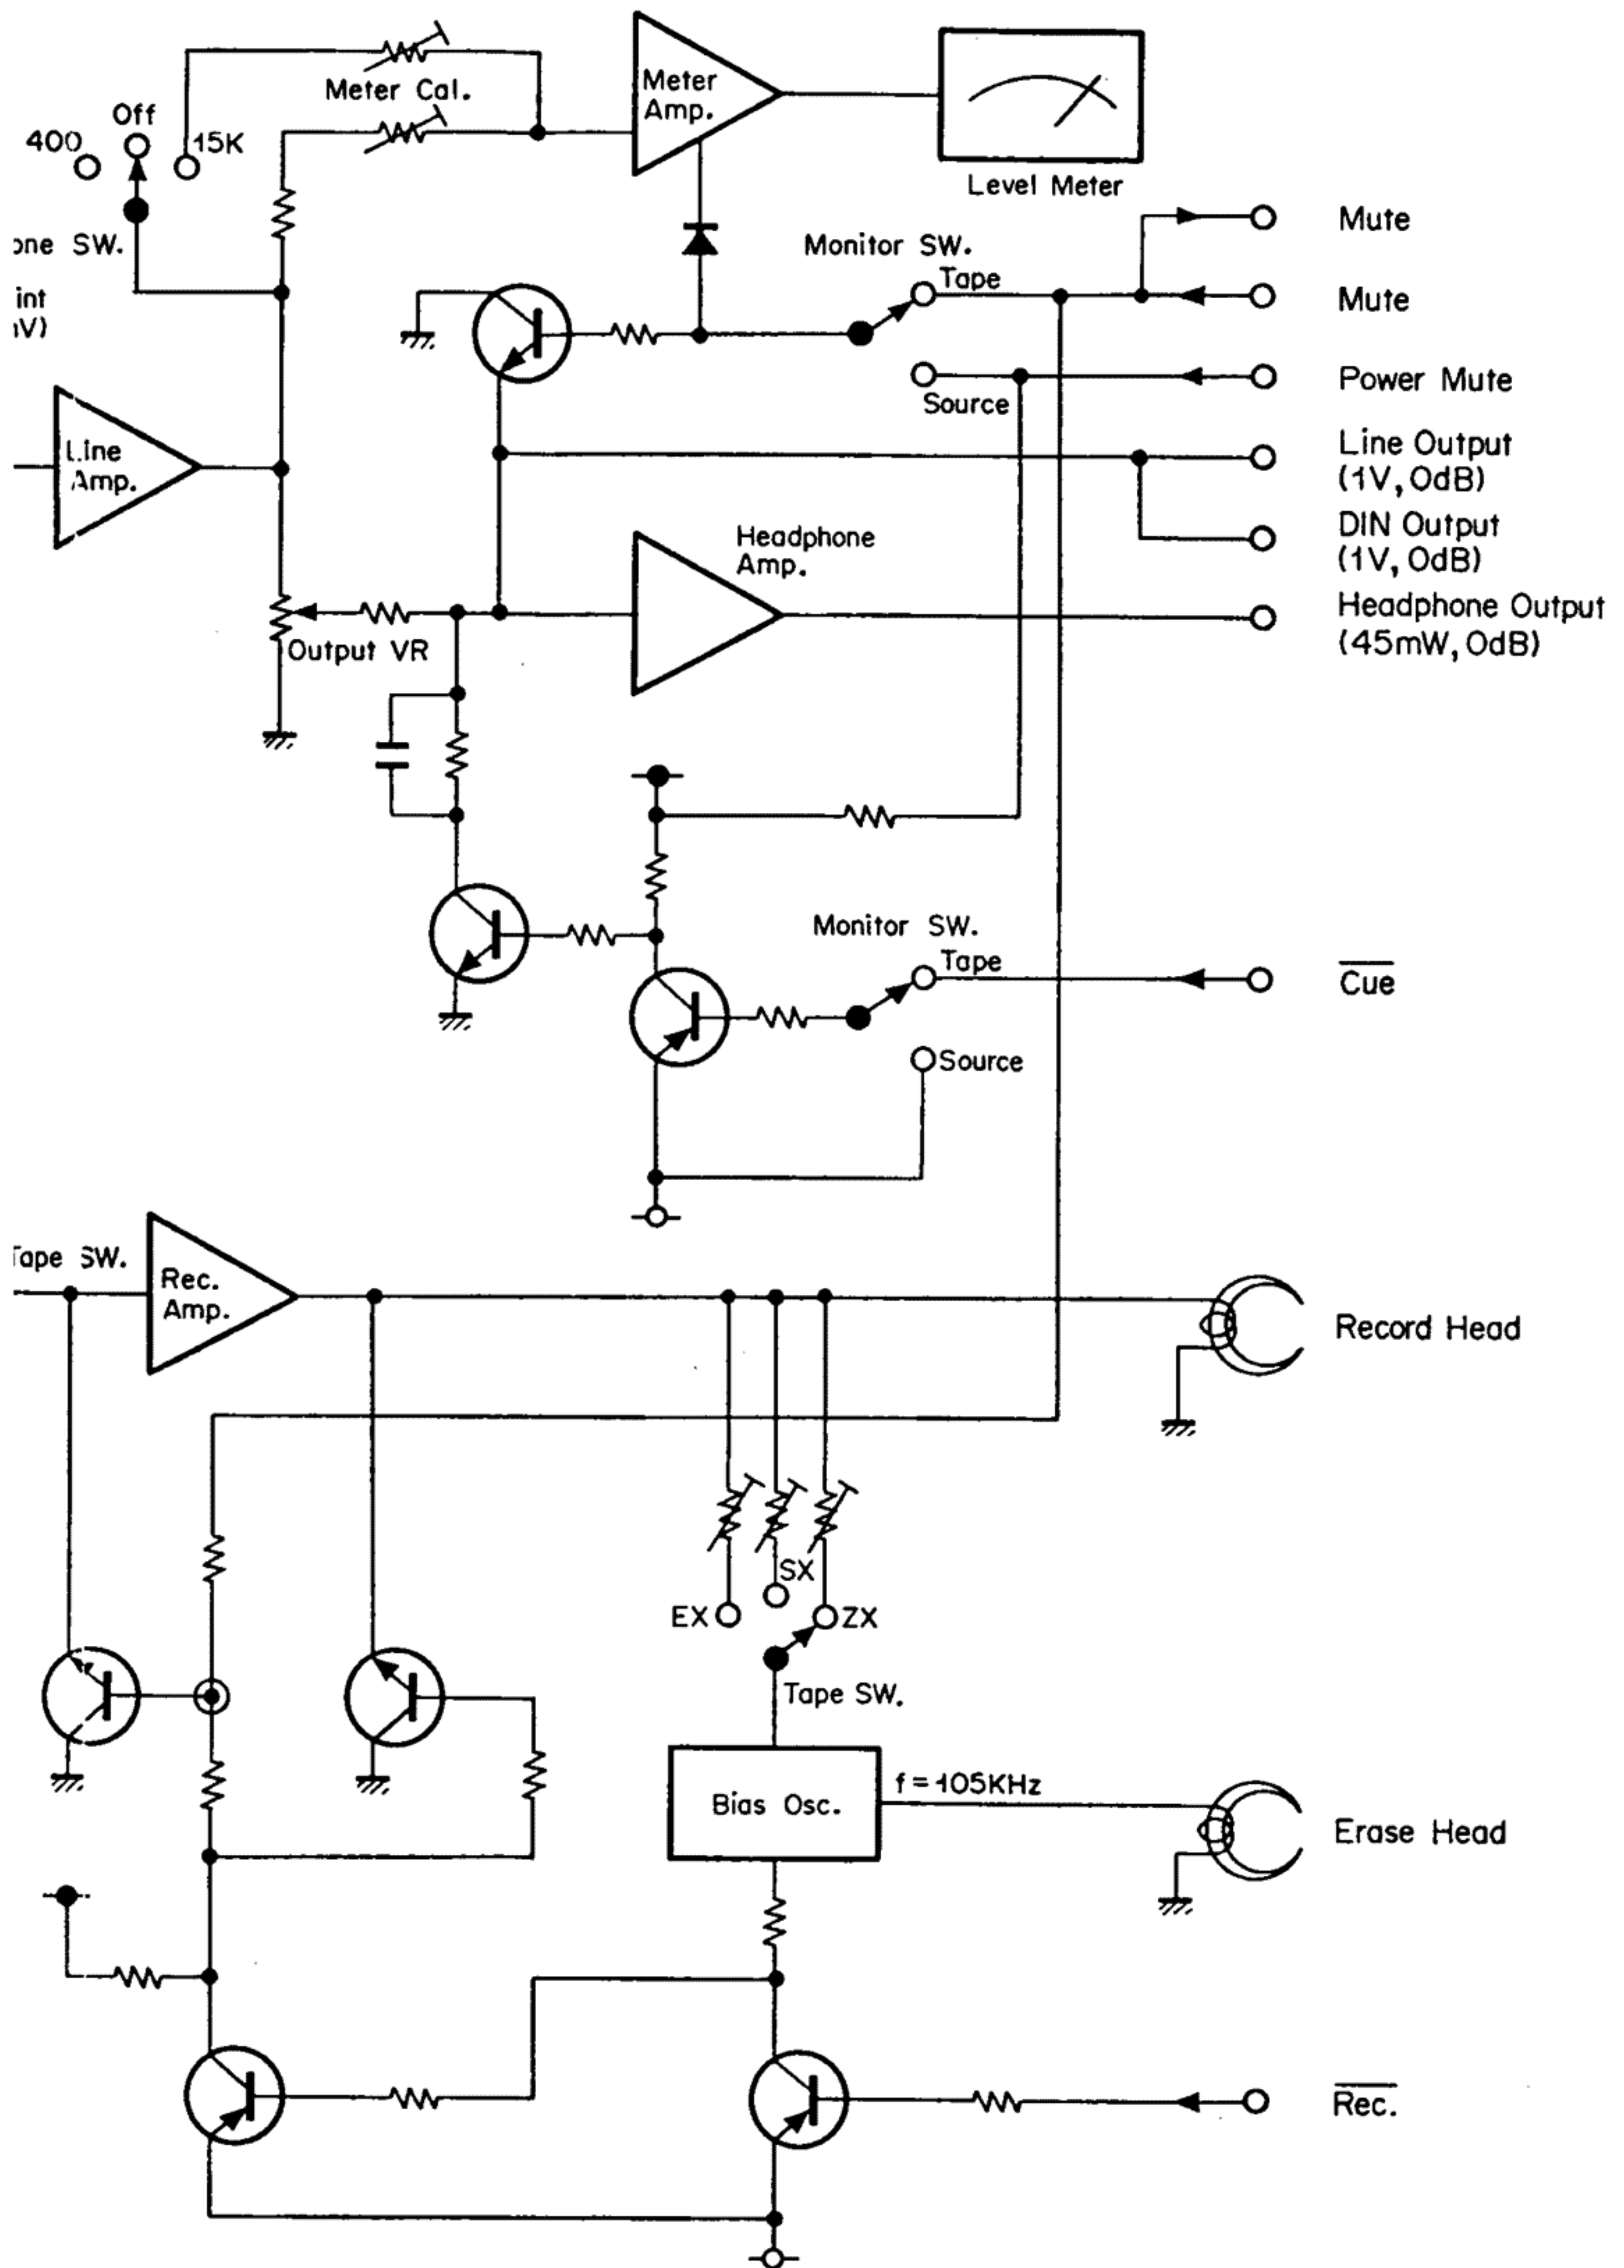 Meter Cal.
Meter
Amp.
Off
400
15K
Level Meter
Mute
SW.
Monitor SW.
Tape
Mute
Source
Power Mute
Line
Amp.
Line Output
(1V, 0dB)
Headphone
Amp.
DIN Output
(1V, 0dB)
Output VR
Headphone Output
(45mW, 0dB)
Monitor SW.
Tape
Cue
Source
Tape SW.
Rec.
Amp.
Record Head
SX
EX
ZX
Tape SW.
Bias Osc.
f = 105KHz
Erase Head
Rec.